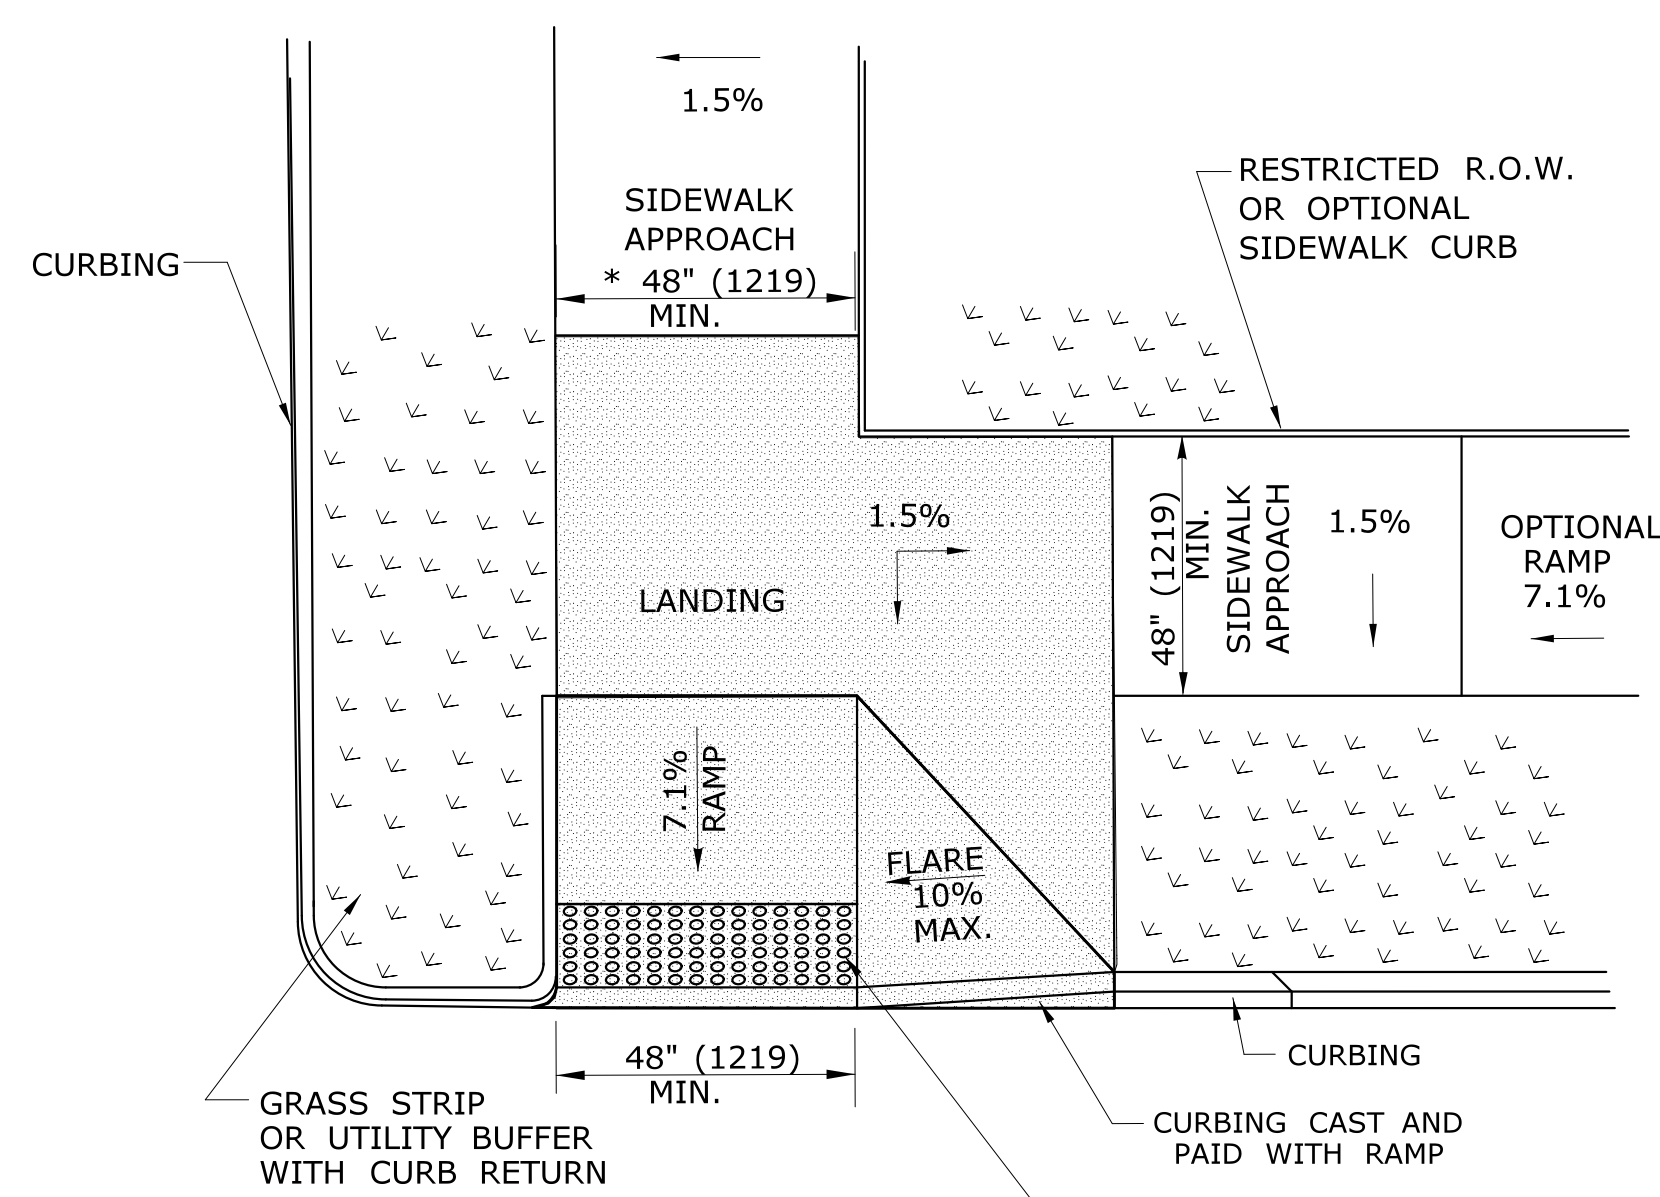 1.5%
SIDEWALK
APPROACH
* 48" (1219)
MIN.
CURBING
RESTRICTED R.O.W.
OR OPTIONAL
SIDEWALK CURB
1.5%
LANDING
48" (1219)
MIN.
SIDEWALK
APPROACH
1.5%
OPTIONAL
RAMP
7.1%
7.1%
RAMP
FLARE
10%
MAX.
48" (1219)
MIN.
CURBING
GRASS STRIP
OR UTILITY BUFFER
WITH CURB RETURN
CURBING CAST AND
PAID WITH RAMP